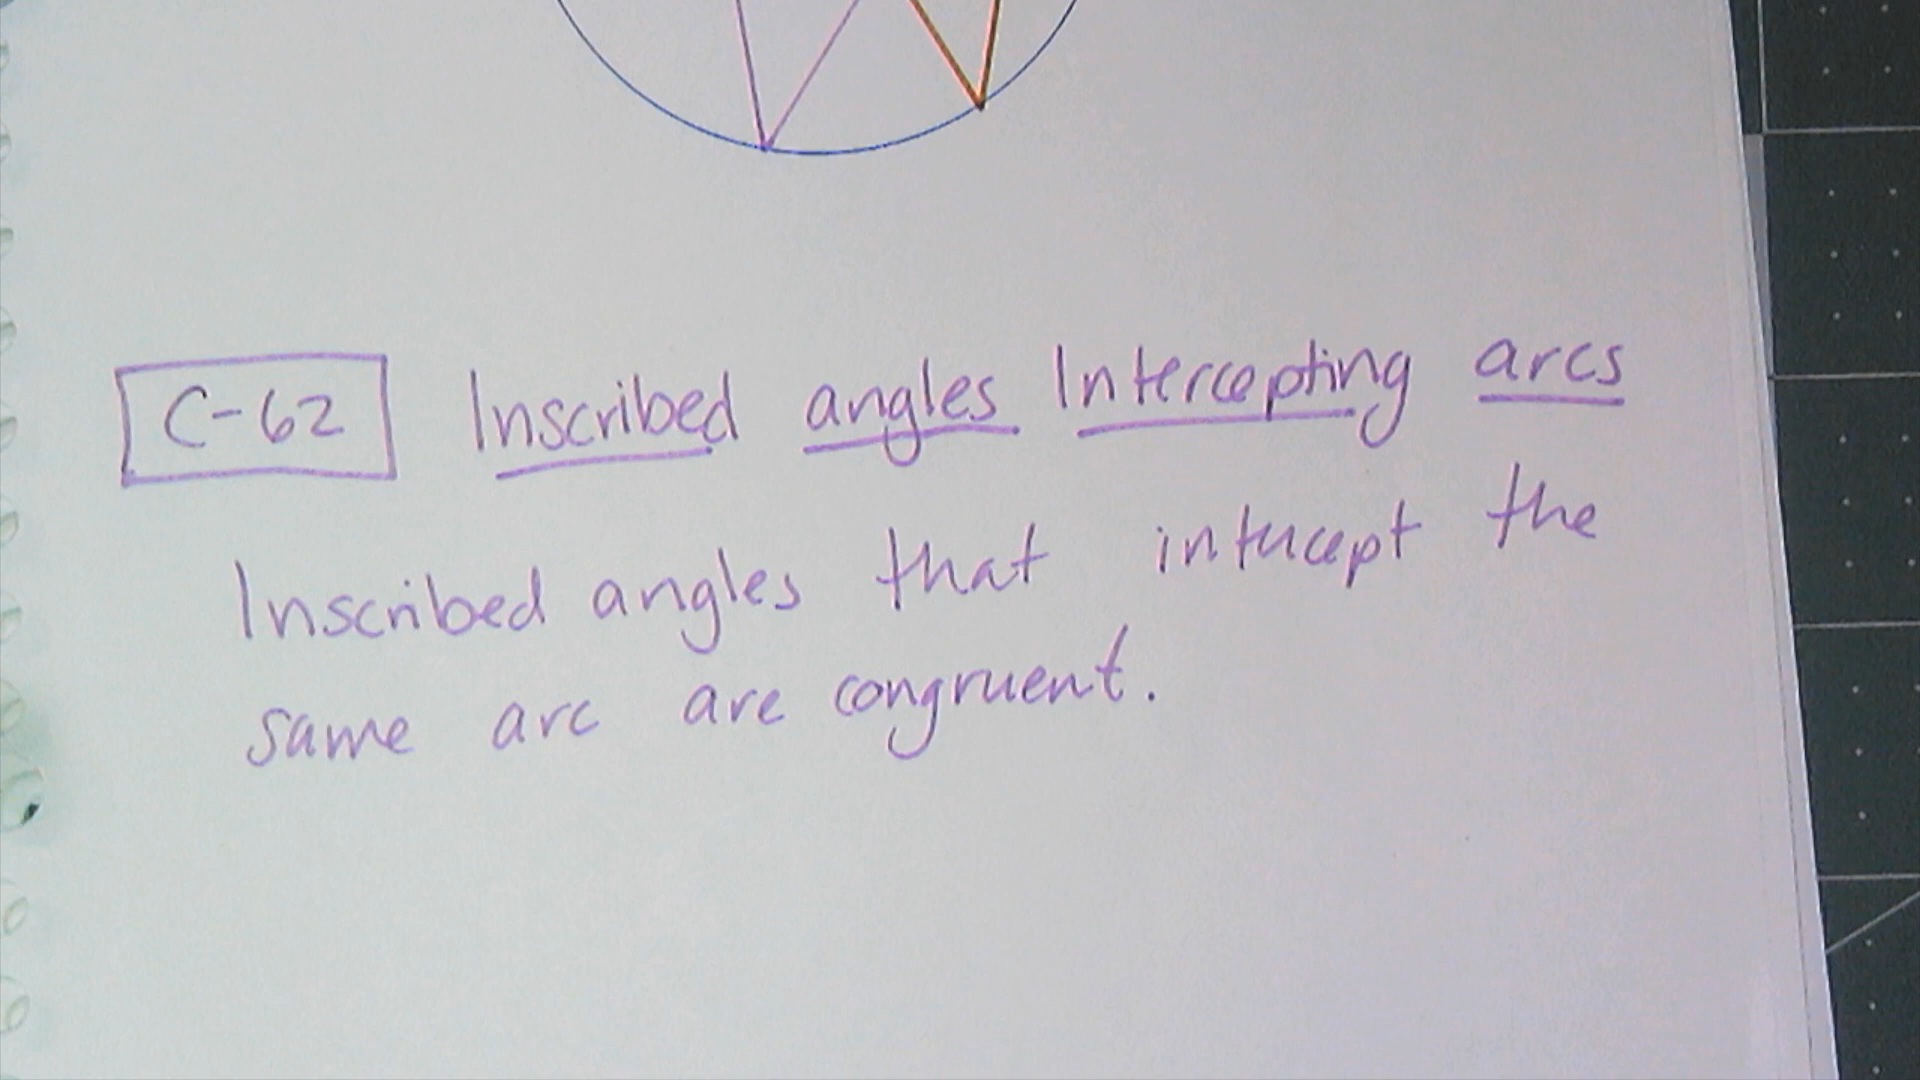 C-62 Inscribed angles Intercepting arcs
Inscribed angles that intercept the
same arc are congruent.